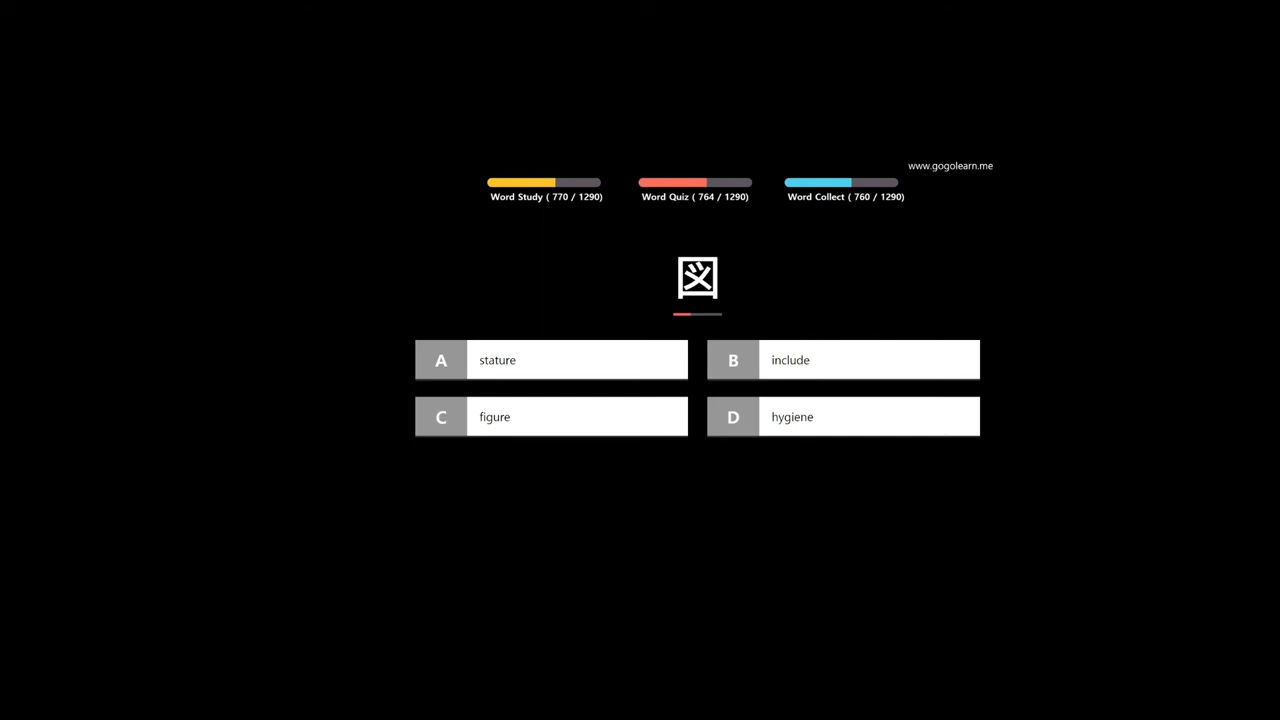 www.gogolearn.me
Word Study ( 770 / 1290)
Word Quiz ( 764 / 1290)
Word Collect ( 760 / 1290)
図
A stature
B include
C figure
D hygiene